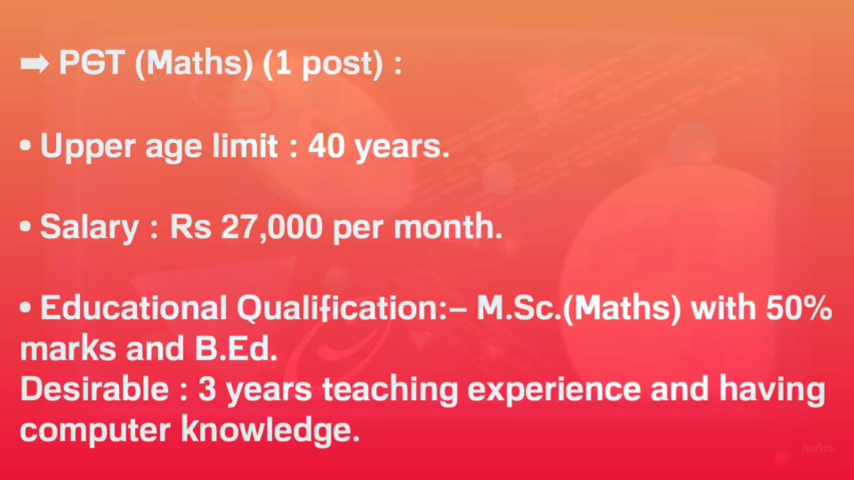 ➡ PGT (Maths) (1 post) :
• Upper age limit : 40 years.
• Salary : Rs 27,000 per month.
• Educational Qualification:– M.Sc.(Maths) with 50%
marks and B.Ed.
Desirable : 3 years teaching experience and having
computer knowledge.